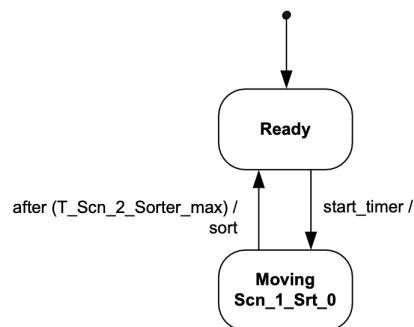 Ready
after (T_Scn_2_Sorter_max) /
sort
start_timer /
Moving
Scn_1_Srt_0